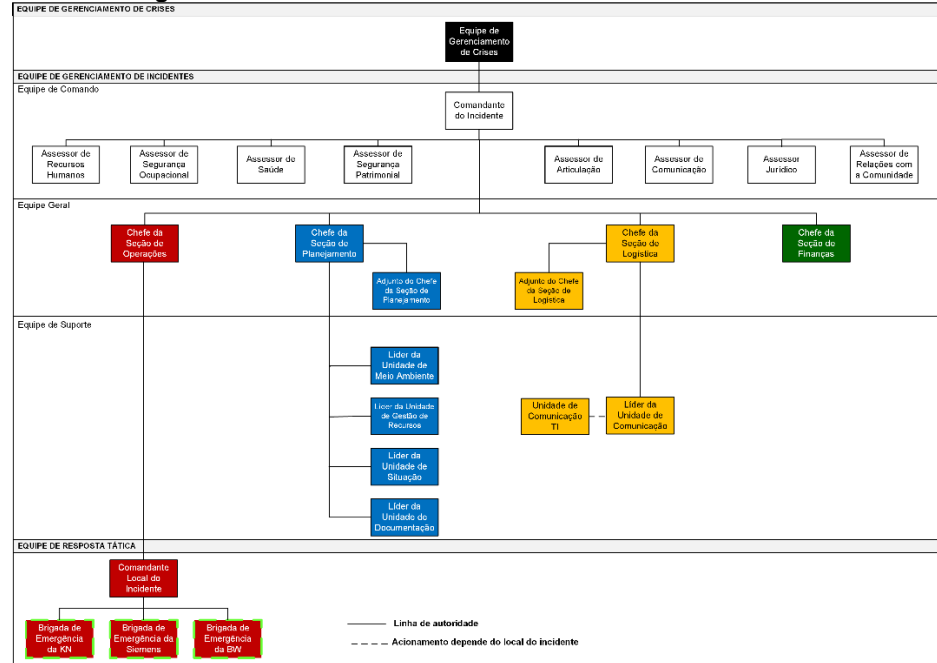 EQUIPE DE GERENCIAMENTO DE CRISES
Equipe de
Gerenciamento
de Crises
EQUIPE DE GERENCIAMENTO DE INCIDENTES
Equipe de Comando
Comandante
do Incidente
Assessor de
Recursos
Humanos
Assessor de
Segurança
Ocupacional
Assessor de
Saúde
Assessor de
Segurança
Patrimonial
Assessor de
Articulação
Assessor de
Comunicação
Assessor
Jurídico
Assessor de
Relações com
a Comunidade
Equipe Geral
Chefe da
Seção de
Operações
Chefe da
Seção de
Planejamento
Chefe da
Seção de
Logística
Chefe da
Seção de
Finanças
Adjunto do Chefe
da Seção de
Planejamento
Adjunto do Chefe
da Seção de
Logística
Equipe de Suporte
Líder da
Unidade de
Meio Ambiente
Líder da Unidade
de Gestão de
Recursos
Líder da
Unidade de
Situação
Líder da
Unidade de
Documentação
Unidade de
Comunicação
TI
Líder da
Unidade de
Comunicação
EQUIPE DE RESPOSTA TÁTICA
Comandante
Local do
Incidente
Brigada de
Emergência
da KN
Brigada de
Emergência da
Siemens
Brigada de
Emergência
da BW
Linha de autoridade
Acionamento depende do local do incidente